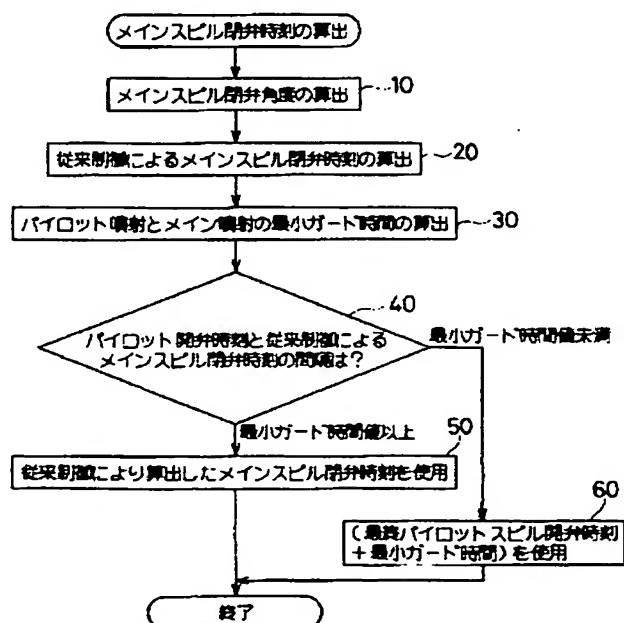 メインスピル閉弁時刻の算出
メインスピル閉弁角度の算出
10
従来制御によるメインスピル閉弁時刻の算出
20
パイロット噴射とメイン噴射の最小ガード時間の算出
30
40
パイロット開弁時刻と従来制御による
メインスピル閉弁時刻の間隔は?
最小ガード時間値未満
最小ガード時間値以上
50
従来制御により算出したメインスピル閉弁時刻を使用
60
(最終パイロットスピル開弁時刻
+最小ガード時間)を使用
終了